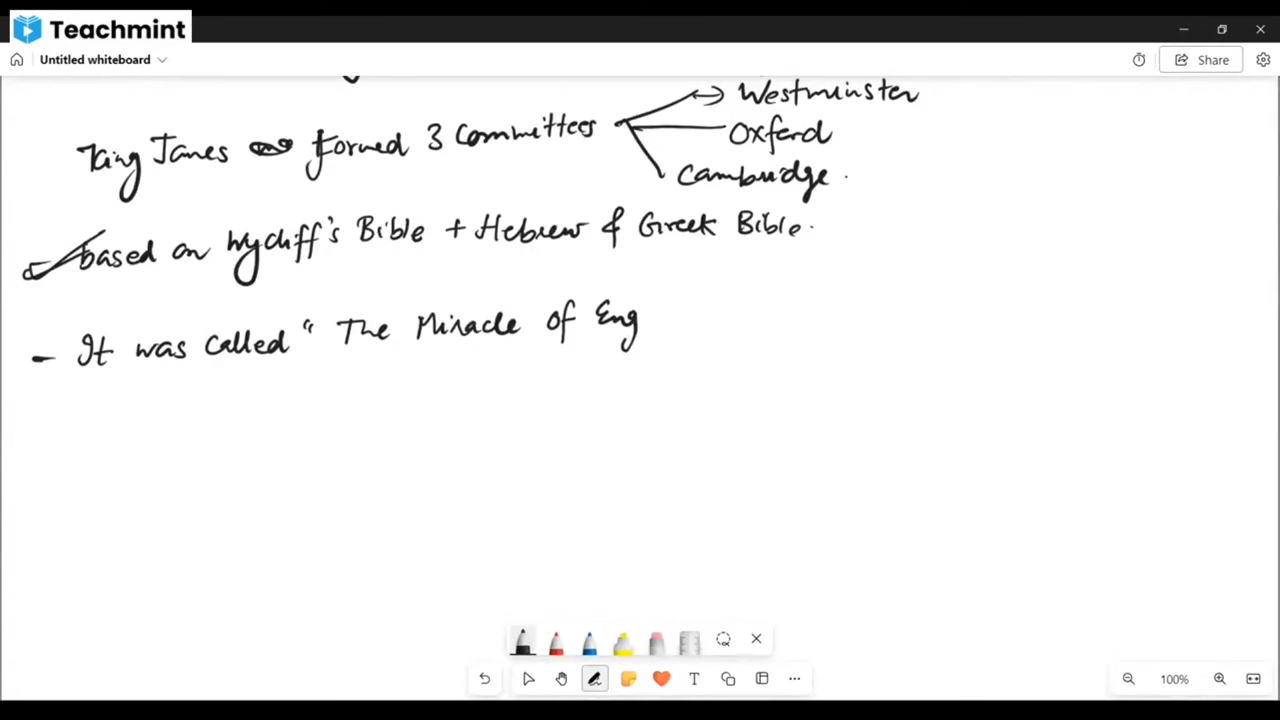 Teachmint
Untitled whiteboard
Share
Westminster
King James formed 3 Committees
Oxford
Cambridge.
based on Wycliff's Bible + Hebrew & Greek Bible.
- It was called " The Miracle of Eng
100%